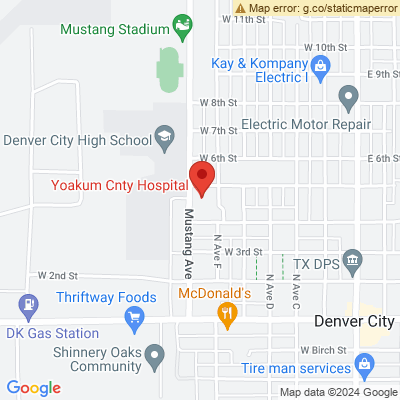 Map error: g.co/staticmaperror
W 11th St
Mustang Stadium
W 10th St
Kay & Kompany
Electric I
E 9th St
W 8th St
Electric Motor Repair
W 7th St
Denver City High School
W 6th St
E 6th St
Yoakum Cnty Hospital
Mustang Ave
N Ave F
W 3rd St
TX DPS
W 2nd St
N Ave D
N Ave C
Thriftway Foods
McDonald's
DK Gas Station
Denver City
Shinnery Oaks
Community
W Birch St
Tire man services
Google
Map data ©2024 Google